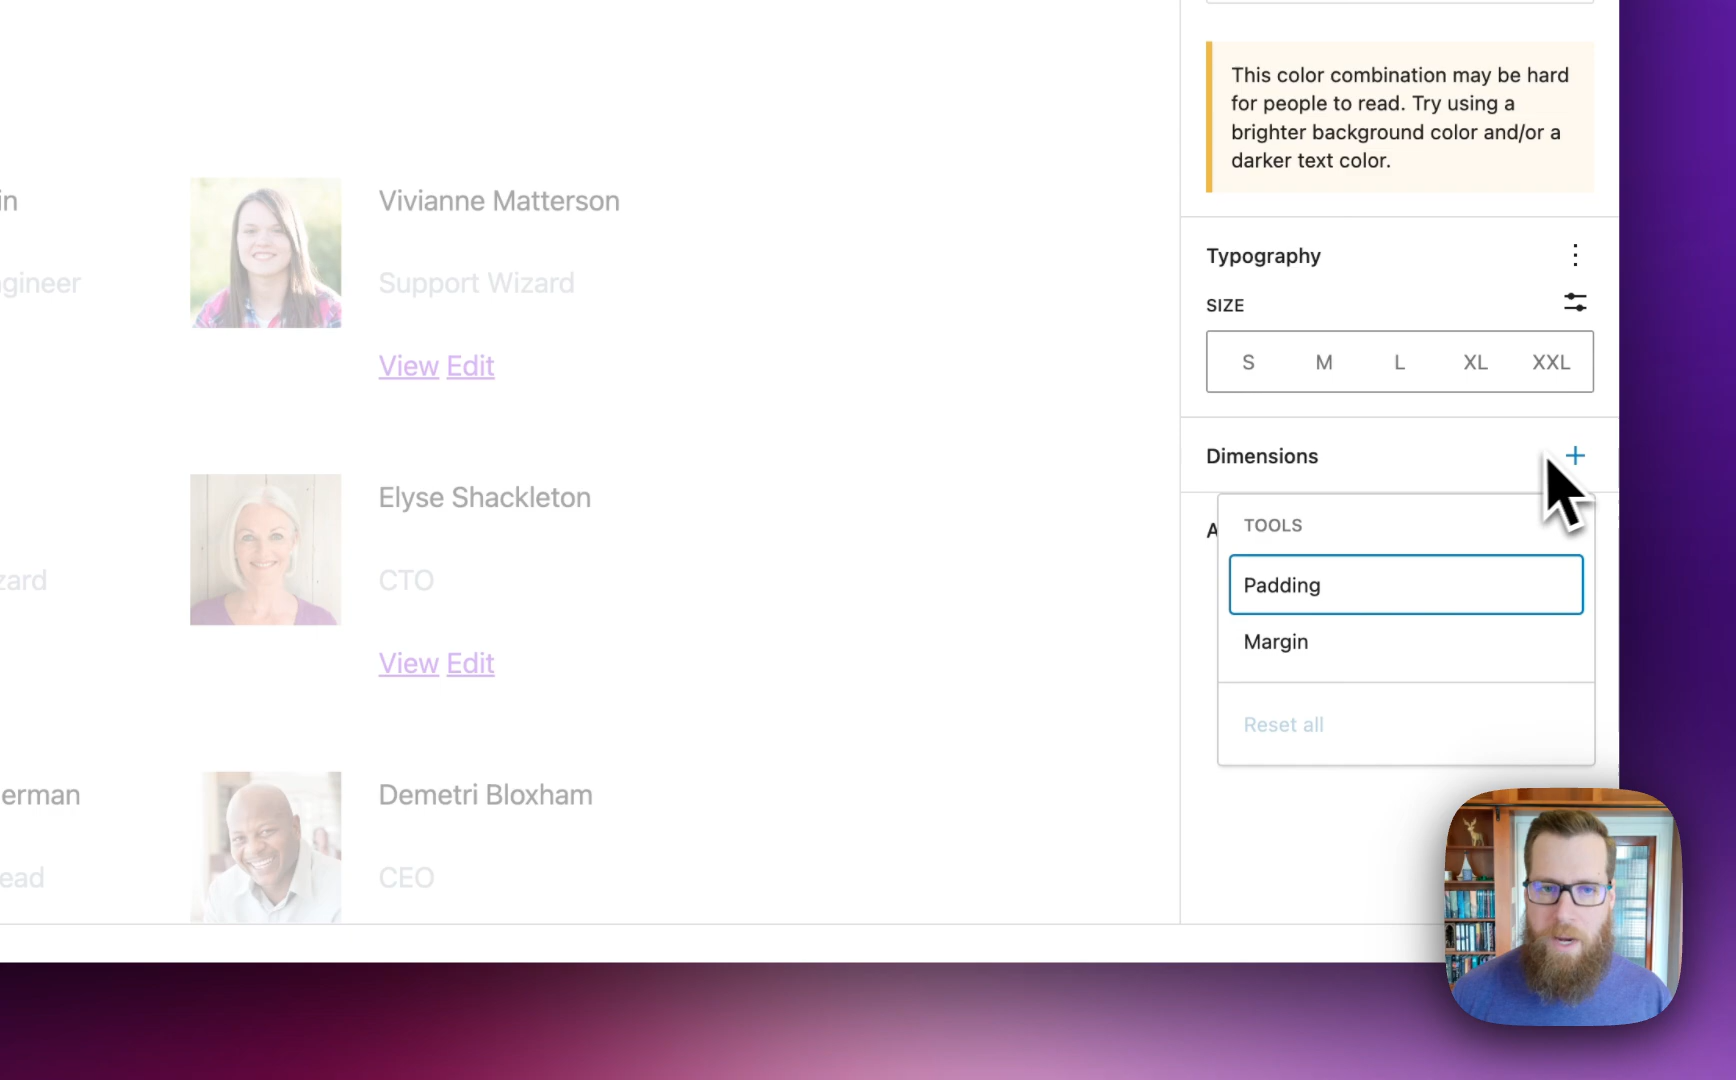 in
gineer
zard
erman
ead
Vivianne Matterson
Support Wizard
View Edit
Elyse Shackleton
CTO
View Edit
Demetri Bloxham
CEO
This color combination may be hard
for people to read. Try using a
brighter background color and/or a
darker text color.
Typography
SIZE
S M L XL XXL
Dimensions
A
TOOLS
Padding
Margin
Reset all